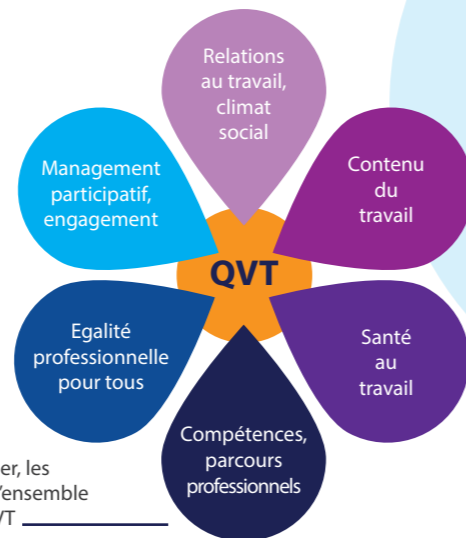 Relations
au travail,
climat
social
Management
participatif,
engagement
Contenu
du
travail
QVT
Egalité
professionnelle
pour tous
Santé
au
travail
Compétences,
parcours
professionnels
les
'ensemble